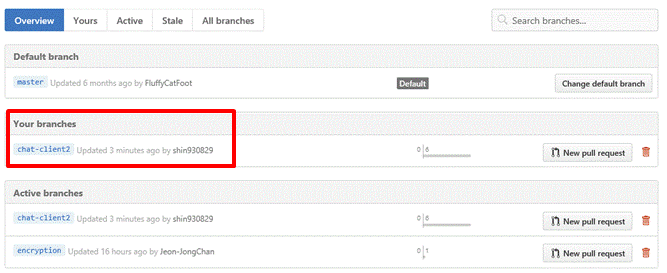 Overview Yours Active Stale All branches Search branches...
Default branch
master Updated 6 months ago by FluffyCatFoot Default Change default branch
Your branches
chat-client2 Updated 3 minutes ago by shin930829 0 6 New pull request
Active branches
chat-client2 Updated 3 minutes ago by shin930829 0 6 New pull request
encryption Updated 16 hours ago by Jeon-JongChan 0 1 New pull request